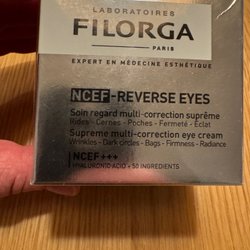 LABORATOIRES
FILORGA
PARIS
EXPERT EN MÉDECINE ESTHÉTIQUE
NCEF-REVERSE EYES
Soin regard multi-correction suprême
Rides - Cernes - Poches - Fermeté - Éclat
Supreme multi-correction eye cream
Wrinkles - Dark circles - Bags - Firmness - Radiance
NCEF+++
HYALURONIC ACID + 50 INGREDIENTS